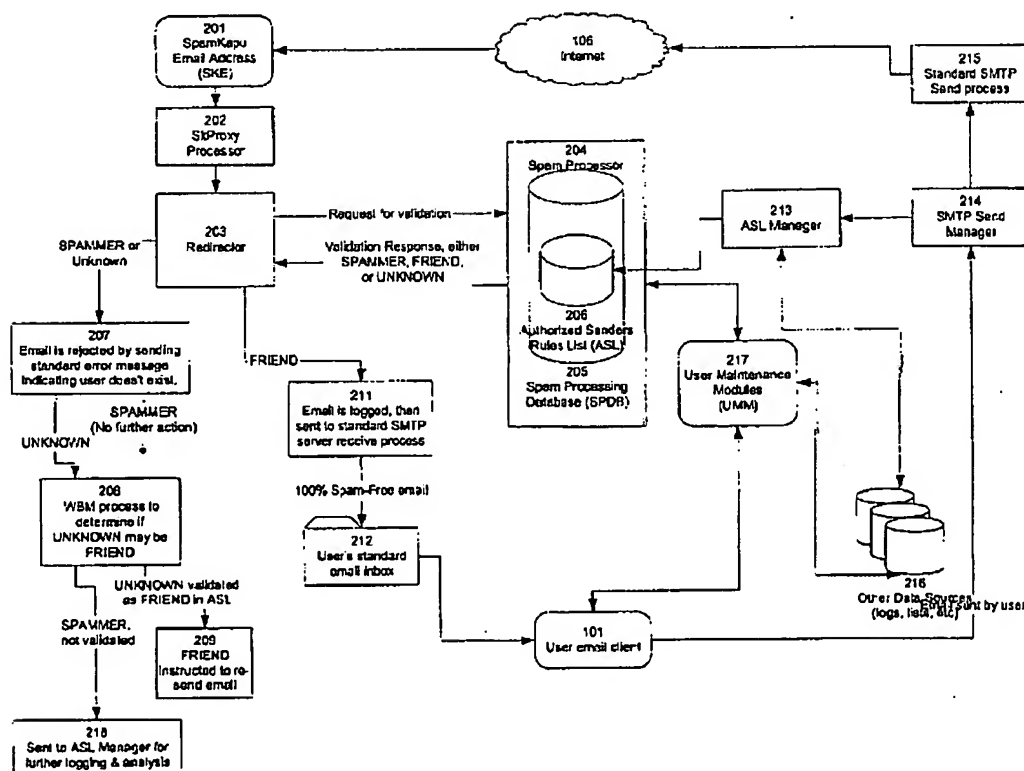 201
SpamKapu
Email Address
(SKE)
106
Internet
215
Standard SMTP
Send process
202
SkProxy
Processor
204
Spam Processor
203
Redirector
Request for validation
Validation Response, either
SPAMMER, FRIEND,
or UNKNOWN
213
ASL Manager
214
SMTP Send
Manager
SPAMMER or
Unknown
206
Authorized Senders
Rules List (ASL)
205
Spam Processing
Database (SPDB)
207
Email is rejected by sending
standard error message
indicating user doesn't exist.
FRIEND
217
User Maintenance
Modules
(UMM)
SPAMMER
(No further action)
UNKNOWN
211
Email is logged, then
sent to standard SMTP
server receive process
208
WBM process to
determine if
UNKNOWN may be
FRIEND
100% Spam-Free email
212
User's standard
email inbox
216
Other Data Sources
(logs, lists, etc)
Email sent by user
UNKNOWN validated
as FRIEND in ASL
SPAMMER,
not validated
209
FRIEND
instructed to re-
send email
101
User email client
218
Sent to ASL Manager for
further logging & analysis